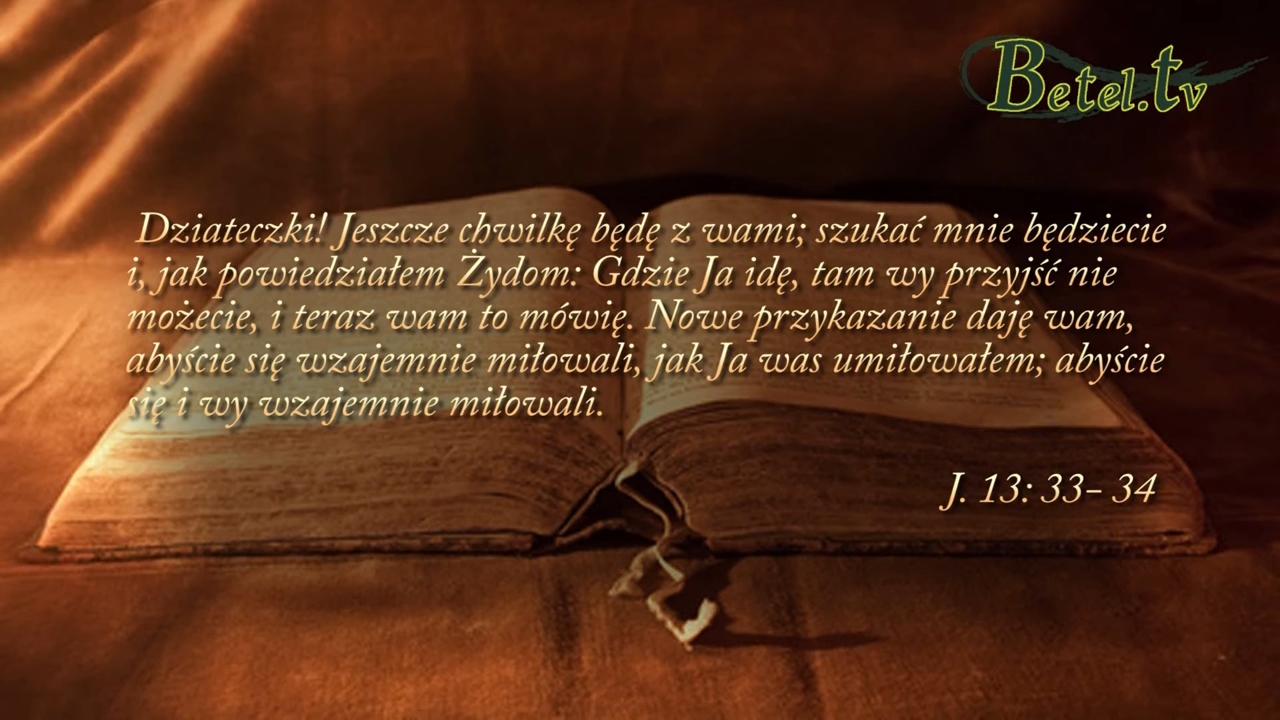 Betel.tv
Dziateczki! Jeszcze chwilkę będę z wami; szukać mnie będziecie
i, jak powiedziałem Żydom: Gdzie Ja idę, tam wy przyjść nie
możecie, i teraz wam to mówię. Nowe przykazanie daję wam,
abyście się wzajemnie miłowali, jak Ja was umiłowałem; abyście
się i wy wzajemnie miłowali.
J. 13: 33- 34